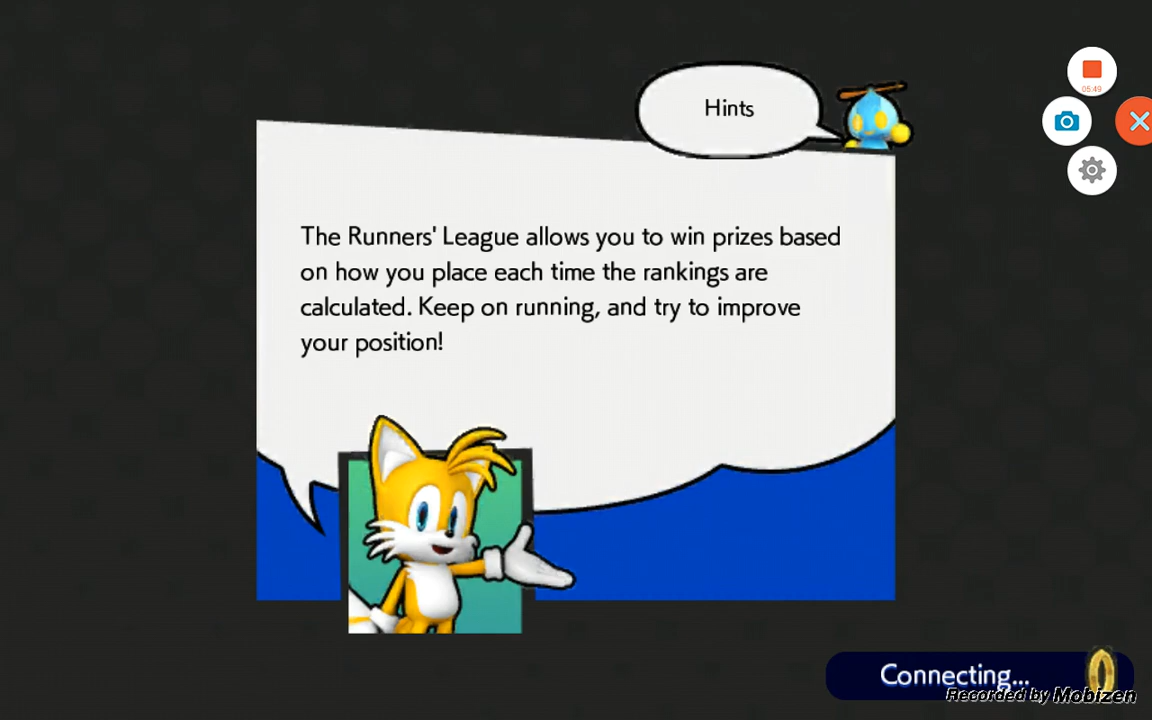 Hints
05:49
The Runners' League allows you to win prizes based
on how you place each time the rankings are
calculated. Keep on running, and try to improve
your position!
Connecting...
Recorded by Mobizen